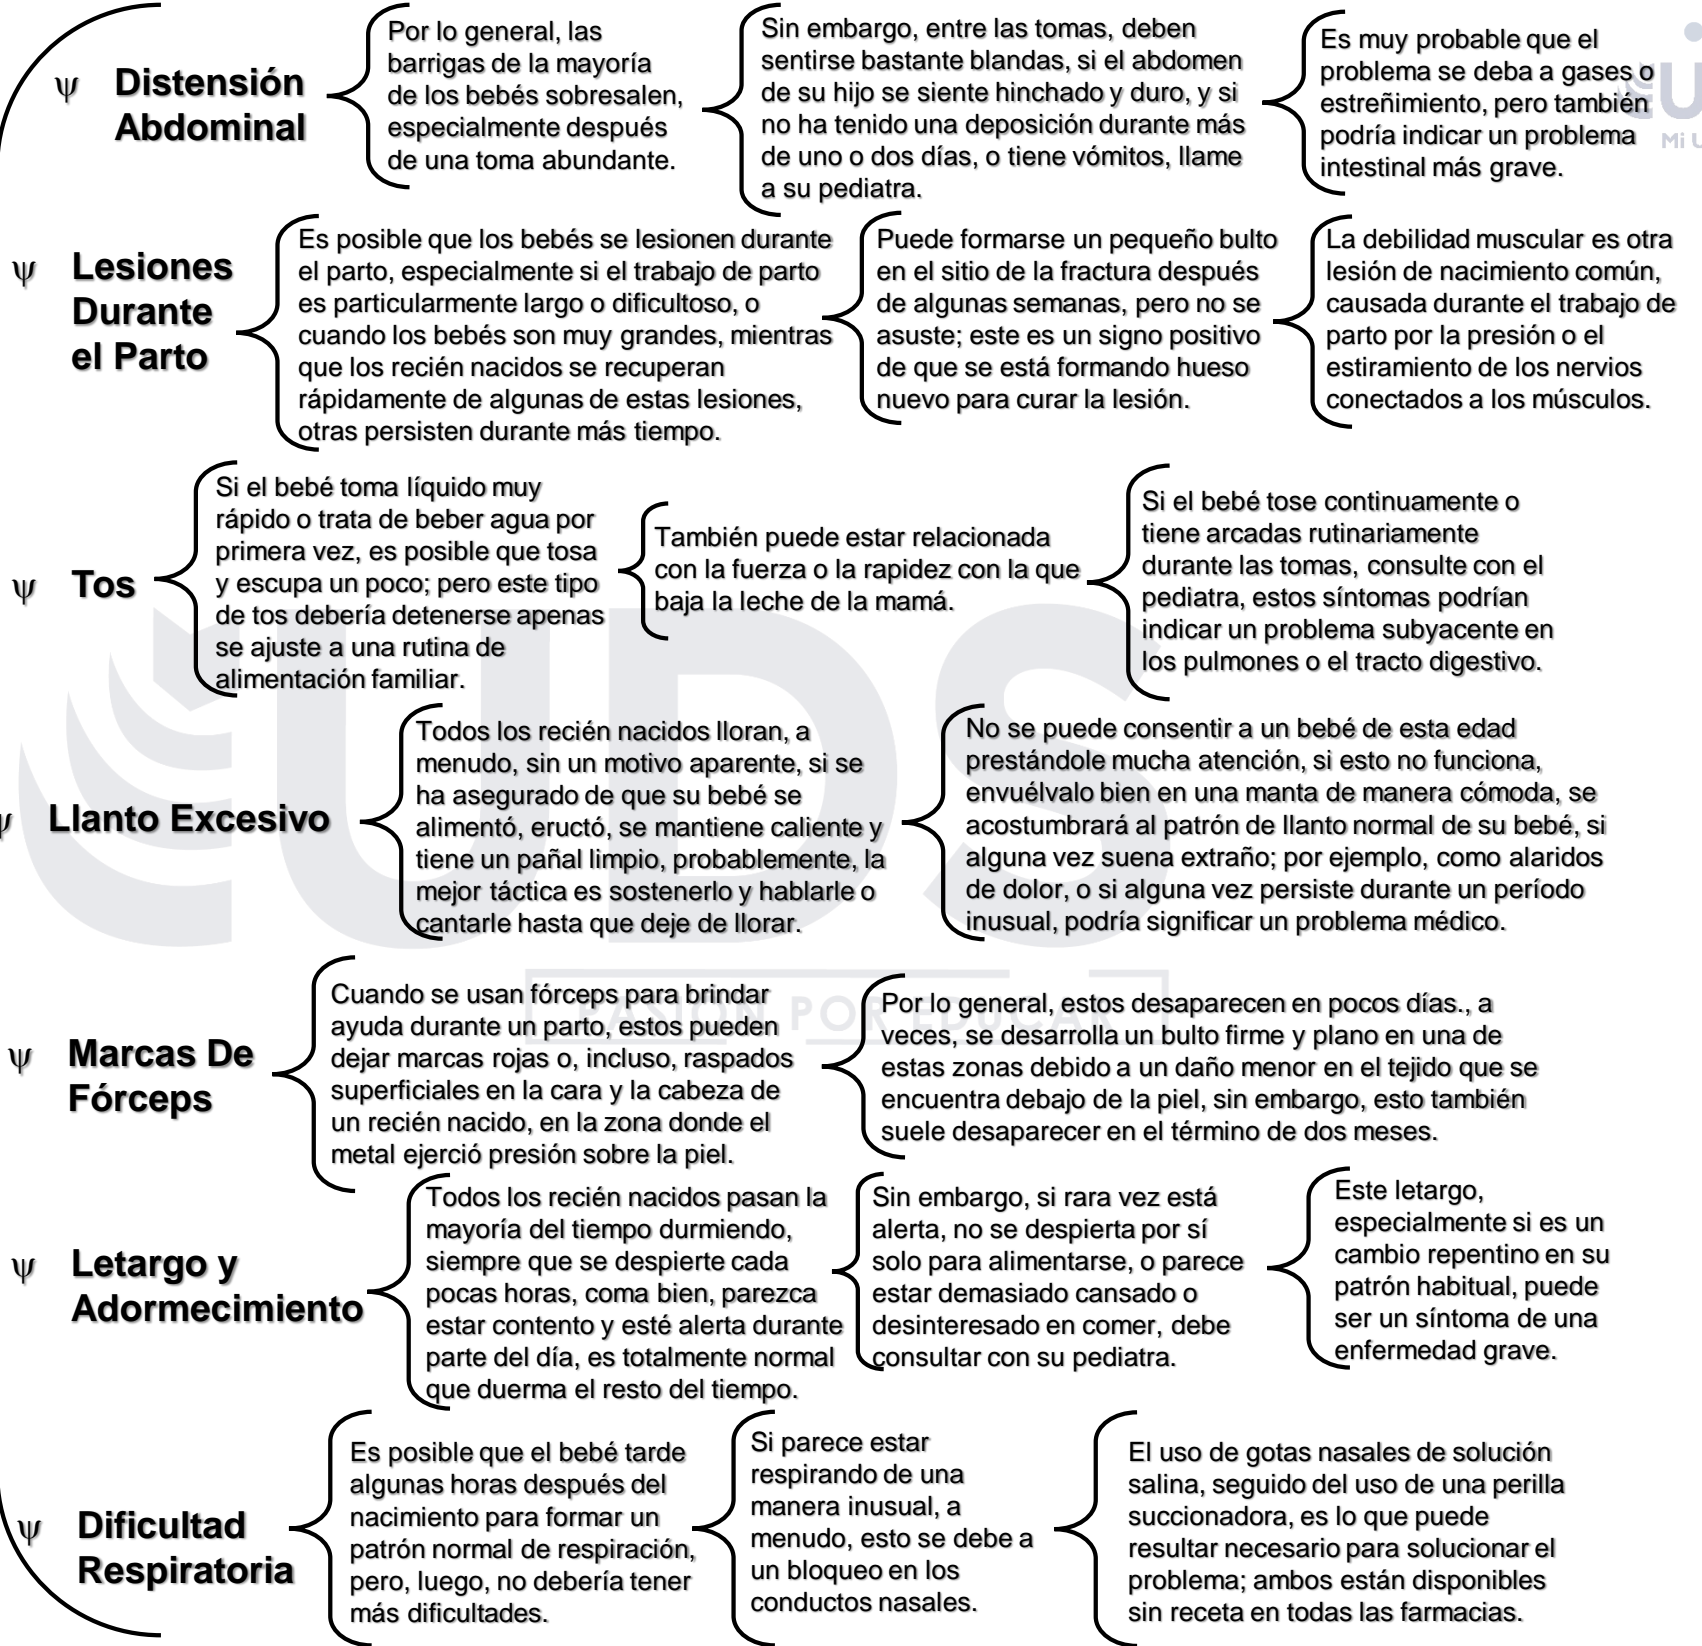 ψ Distensión
Abdominal
Por lo general, las
barrigas de la mayoría
de los bebés sobresalen,
especialmente después
de una toma abundante.
Sin embargo, entre las tomas, deben
sentirse bastante blandas, si el abdomen
de su hijo se siente hinchado y duro, y si
no ha tenido una deposición durante más
de uno o dos días, o tiene vómitos, llame
a su pediatra.
Es muy probable que el
problema se deba a gases o
estreñimiento, pero también
podría indicar un problema
intestinal más grave.
Mi U
ψ Lesiones
Durante
el Parto
Es posible que los bebés se lesionen durante
el parto, especialmente si el trabajo de parto
es particularmente largo o dificultoso, o
cuando los bebés son muy grandes, mientras
que los recién nacidos se recuperan
rápidamente de algunas de estas lesiones,
otras persisten durante más tiempo.
Puede formarse un pequeño bulto
en el sitio de la fractura después
de algunas semanas, pero no se
asuste; este es un signo positivo
de que se está formando hueso
nuevo para curar la lesión.
La debilidad muscular es otra
lesión de nacimiento común,
causada durante el trabajo de
parto por la presión o el
estiramiento de los nervios
conectados a los músculos.
ψ Tos
Si el bebé toma líquido muy
rápido o trata de beber agua por
primera vez, es posible que tosa
y escupa un poco; pero este tipo
de tos debería detenerse apenas
se ajuste a una rutina de
alimentación familiar.
También puede estar relacionada
con la fuerza o la rapidez con la que
baja la leche de la mamá.
Si el bebé tose continuamente o
tiene arcadas rutinariamente
durante las tomas, consulte con el
pediatra, estos síntomas podrían
indicar un problema subyacente en
los pulmones o el tracto digestivo.
UDS
PASIÓN POR EDUCAR
ψ Llanto Excesivo
Todos los recién nacidos lloran, a
menudo, sin un motivo aparente, si se
ha asegurado de que su bebé se
alimentó, eructó, se mantiene caliente y
tiene un pañal limpio, probablemente, la
mejor táctica es sostenerlo y hablarle o
cantarle hasta que deje de llorar.
No se puede consentir a un bebé de esta edad
prestándole mucha atención, si esto no funciona,
envuélvalo bien en una manta de manera cómoda, se
acostumbrará al patrón de llanto normal de su bebé, si
alguna vez suena extraño; por ejemplo, como alaridos
de dolor, o si alguna vez persiste durante un período
inusual, podría significar un problema médico.
ψ Marcas De
Fórceps
Cuando se usan fórceps para brindar
ayuda durante un parto, estos pueden
dejar marcas rojas o, incluso, raspados
superficiales en la cara y la cabeza de
un recién nacido, en la zona donde el
metal ejerció presión sobre la piel.
Por lo general, estos desaparecen en pocos días., a
veces, se desarrolla un bulto firme y plano en una de
estas zonas debido a un daño menor en el tejido que se
encuentra debajo de la piel, sin embargo, esto también
suele desaparecer en el término de dos meses.
ψ Letargo y
Adormecimiento
Todos los recién nacidos pasan la
mayoría del tiempo durmiendo,
siempre que se despierte cada
pocas horas, coma bien, parezca
estar contento y esté alerta durante
parte del día, es totalmente normal
que duerma el resto del tiempo.
Sin embargo, si rara vez está
alerta, no se despierta por sí
solo para alimentarse, o parece
estar demasiado cansado o
desinteresado en comer, debe
consultar con su pediatra.
Este letargo,
especialmente si es un
cambio repentino en su
patrón habitual, puede
ser un síntoma de una
enfermedad grave.
ψ Dificultad
Respiratoria
Es posible que el bebé tarde
algunas horas después del
nacimiento para formar un
patrón normal de respiración,
pero, luego, no debería tener
más dificultades.
Si parece estar
respirando de una
manera inusual, a
menudo, esto se debe a
un bloqueo en los
conductos nasales.
El uso de gotas nasales de solución
salina, seguido del uso de una perilla
succionadora, es lo que puede
resultar necesario para solucionar el
problema; ambos están disponibles
sin receta en todas las farmacias.